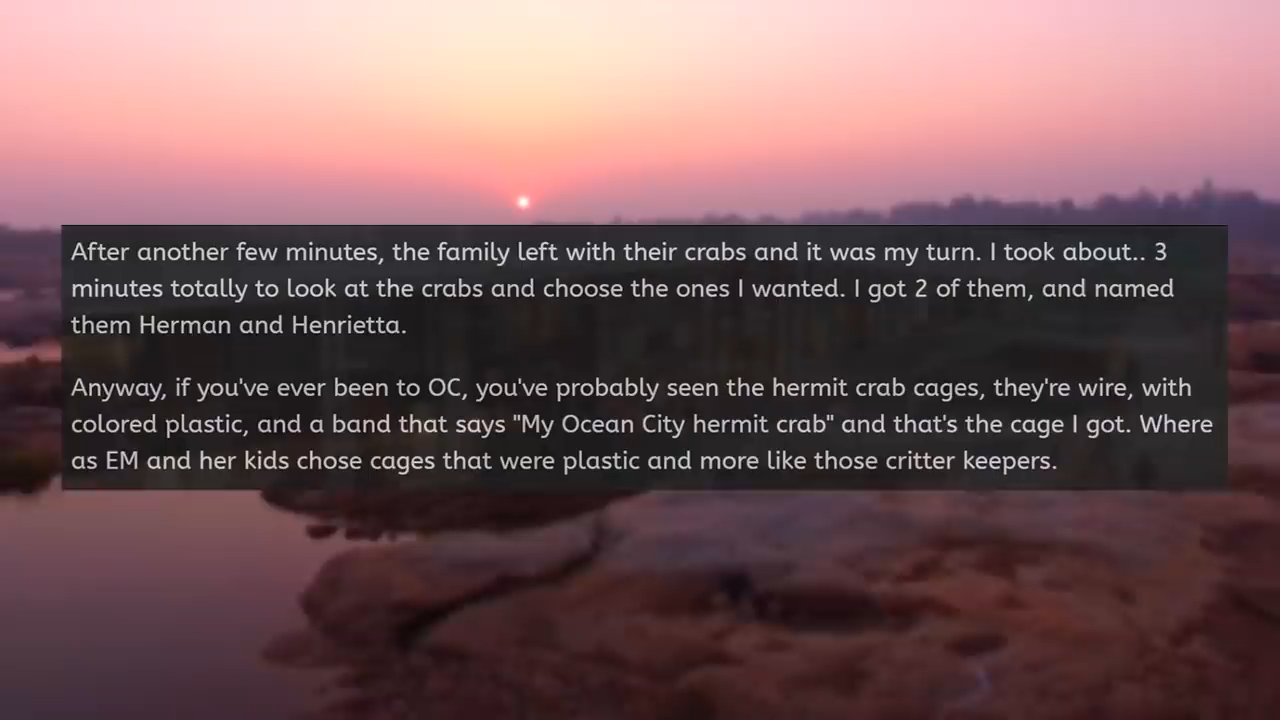 After another few minutes, the family left with their crabs and it was my turn. I took about.. 3
minutes totally to look at the crabs and choose the ones I wanted. I got 2 of them, and named
them Herman and Henrietta.
Anyway, if you've ever been to OC, you've probably seen the hermit crab cages, they're wire, with
colored plastic, and a band that says "My Ocean City hermit crab" and that's the cage I got. Where
as EM and her kids chose cages that were plastic and more like those critter keepers.